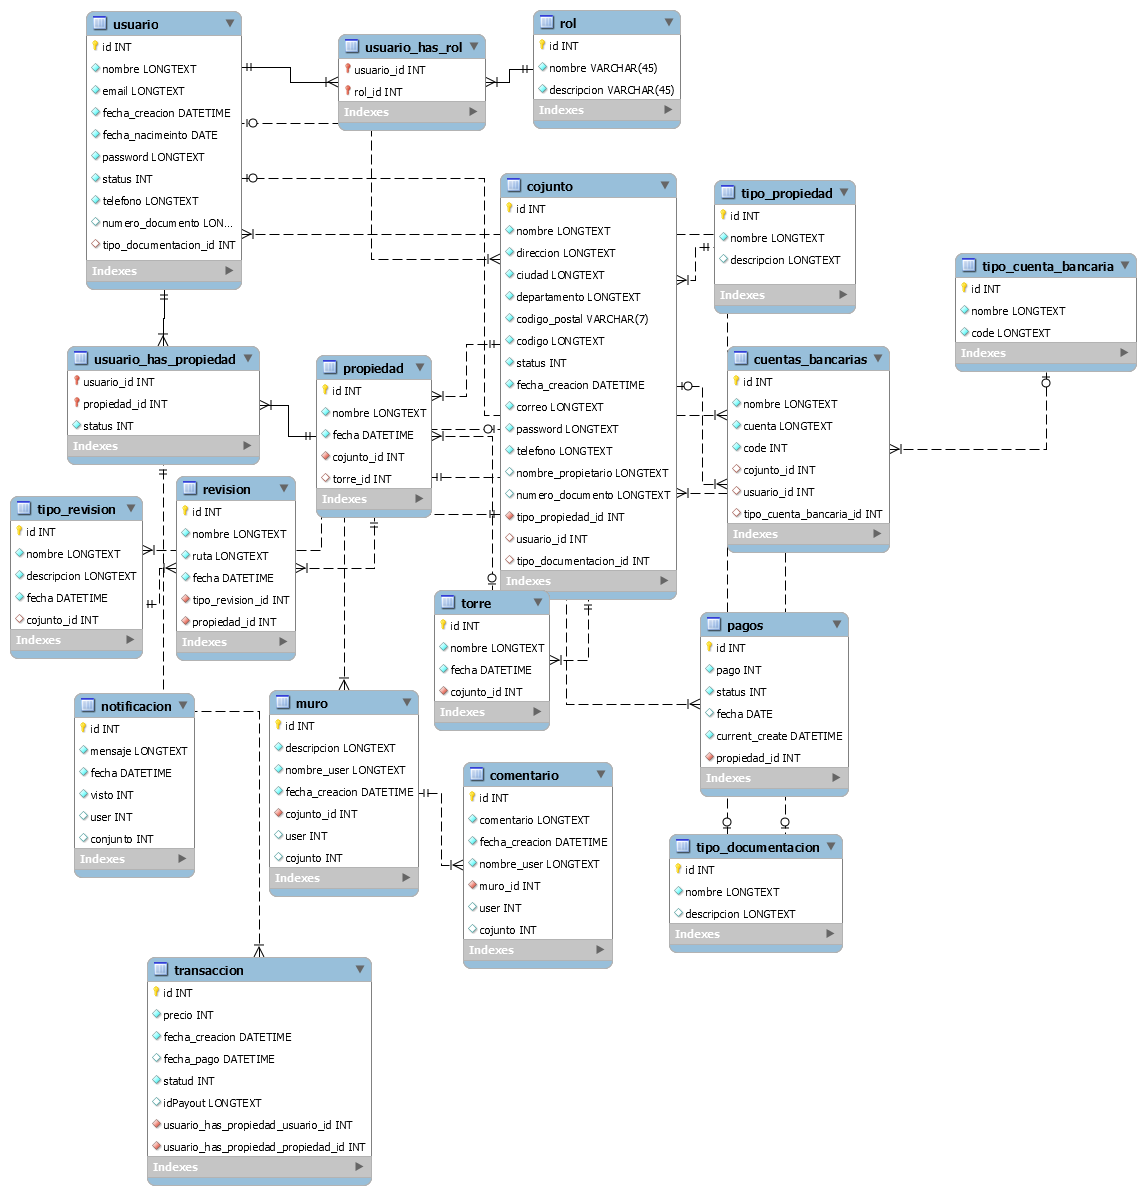 usuario
id INT
nombre LONGTEXT
email LONGTEXT
fecha_creacion DATETIME
fecha_nacimeinto DATE
password LONGTEXT
status INT
telefono LONGTEXT
numero_documento LON...
tipo_documentacion_id INT
Indexes
usuario_has_rol
usuario_id INT
rol_id INT
Indexes
rol
id INT
nombre VARCHAR(45)
descripcion VARCHAR(45)
Indexes
cojunto
id INT
nombre LONGTEXT
direccion LONGTEXT
ciudad LONGTEXT
departamento LONGTEXT
codigo_postal VARCHAR(7)
codigo LONGTEXT
status INT
fecha_creacion DATETIME
correo LONGTEXT
password LONGTEXT
telefono LONGTEXT
nombre_propietario LONGTEXT
numero_documento LONGTEXT
tipo_propiedad_id INT
usuario_id INT
tipo_documentacion_id INT
Indexes
tipo_propiedad
id INT
nombre LONGTEXT
descripcion LONGTEXT
Indexes
tipo_cuenta_bancaria
id INT
nombre LONGTEXT
code LONGTEXT
Indexes
usuario_has_propiedad
usuario_id INT
propiedad_id INT
status INT
Indexes
propiedad
id INT
nombre LONGTEXT
fecha DATETIME
cojunto_id INT
torre_id INT
Indexes
cuentas_bancarias
id INT
nombre LONGTEXT
cuenta LONGTEXT
code INT
cojunto_id INT
usuario_id INT
tipo_cuenta_bancaria_id INT
Indexes
tipo_revision
id INT
nombre LONGTEXT
descripcion LONGTEXT
fecha DATETIME
cojunto_id INT
Indexes
revision
id INT
nombre LONGTEXT
ruta LONGTEXT
fecha DATETIME
tipo_revision_id INT
propiedad_id INT
Indexes
torre
id INT
nombre LONGTEXT
fecha DATETIME
cojunto_id INT
Indexes
pagos
id INT
pago INT
status INT
fecha DATE
current_create DATETIME
propiedad_id INT
Indexes
notificacion
id INT
mensaje LONGTEXT
fecha DATETIME
visto INT
user INT
conjunto INT
Indexes
muro
id INT
descripcion LONGTEXT
nombre_user LONGTEXT
fecha_creacion DATETIME
cojunto_id INT
user INT
cojunto INT
Indexes
comentario
id INT
comentario LONGTEXT
fecha_creacion DATETIME
nombre_user LONGTEXT
muro_id INT
user INT
cojunto INT
Indexes
tipo_documentacion
id INT
nombre LONGTEXT
descripcion LONGTEXT
Indexes
transaccion
id INT
precio INT
fecha_creacion DATETIME
fecha_pago DATETIME
statud INT
idPayout LONGTEXT
usuario_has_propiedad_usuario_id INT
usuario_has_propiedad_propiedad_id INT
Indexes